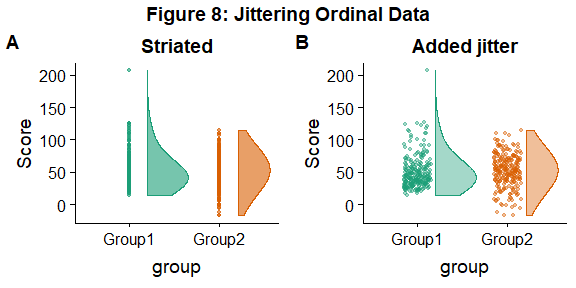 Figure 8: Jittering Ordinal Data
A
Striated
Score
200
150
100
50
0
Group1 Group2
group
B
Added jitter
Score
200
150
100
50
0
Group1 Group2
group